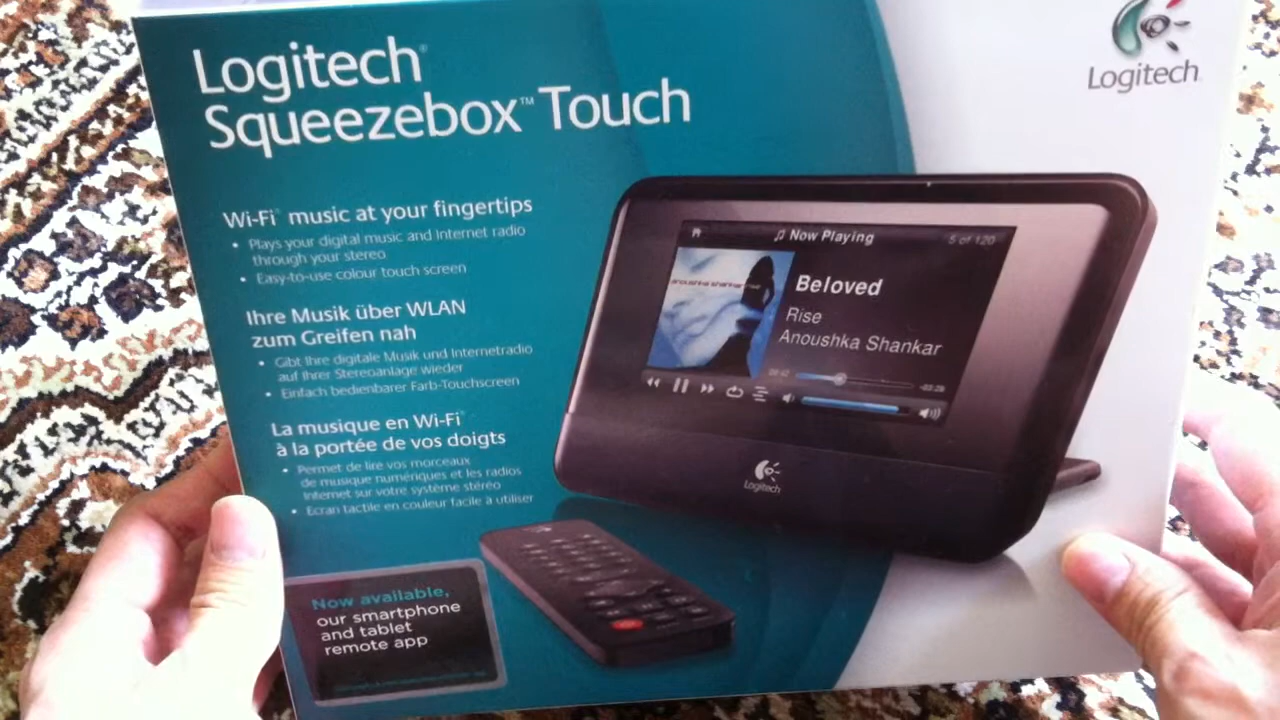 Logitech®
Squeezebox™ Touch
Logitech
Wi-Fi® music at your fingertips
• Plays your digital music and Internet radio
through your stereo
• Easy-to-use colour touch screen
Ihre Musik über WLAN
zum Greifen nah
• Gibt Ihre digitale Musik und Internetradio
auf Ihrer Stereoanlage wieder
• Einfach bedienbarer Farb-Touchscreen
La musique en Wi-Fi®
à la portée de vos doigts
• Permet de lire vos morceaux
de musique numériques et les radios
Internet sur votre système stéréo
• Ecran tactile en couleur facile à utiliser
Now available,
our smartphone
and tablet
remote app
Now Playing
5 of 120
anoushka shankar
Beloved
Rise
Anoushka Shankar
Logitech